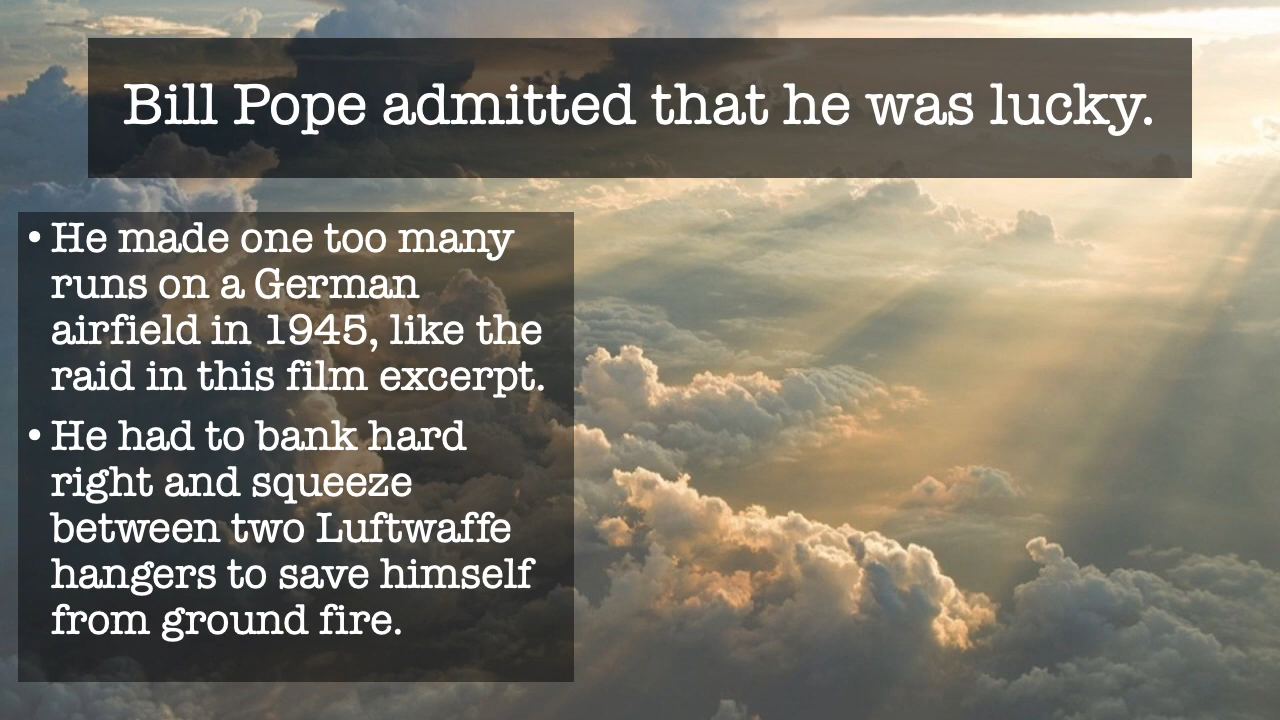 Bill Pope admitted that he was lucky.
• He made one too many
runs on a German
airfield in 1945, like the
raid in this film excerpt.
• He had to bank hard
right and squeeze
between two Luftwaffe
hangers to save himself
from ground fire.